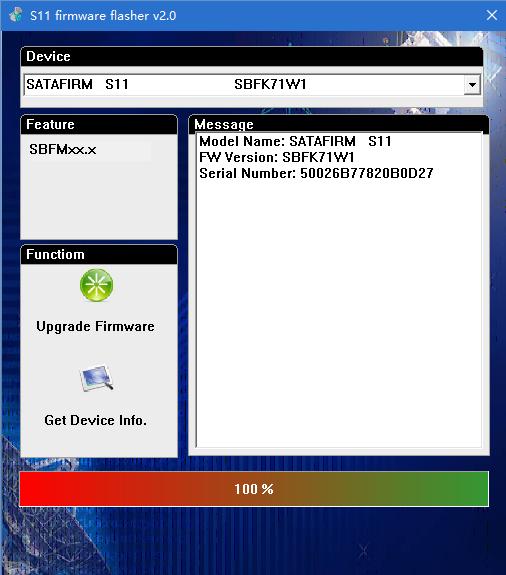 S11 firmware flasher v2.0
Device
SATAFIRM   S11                         SBFK71W1
Feature
SBFMxx.x
Message
Model Name: SATAFIRM   S11
FW Version: SBFK71W1
Serial Number: 50026B77820B0D27
Functiom
Upgrade Firmware
Get Device Info.
100 %